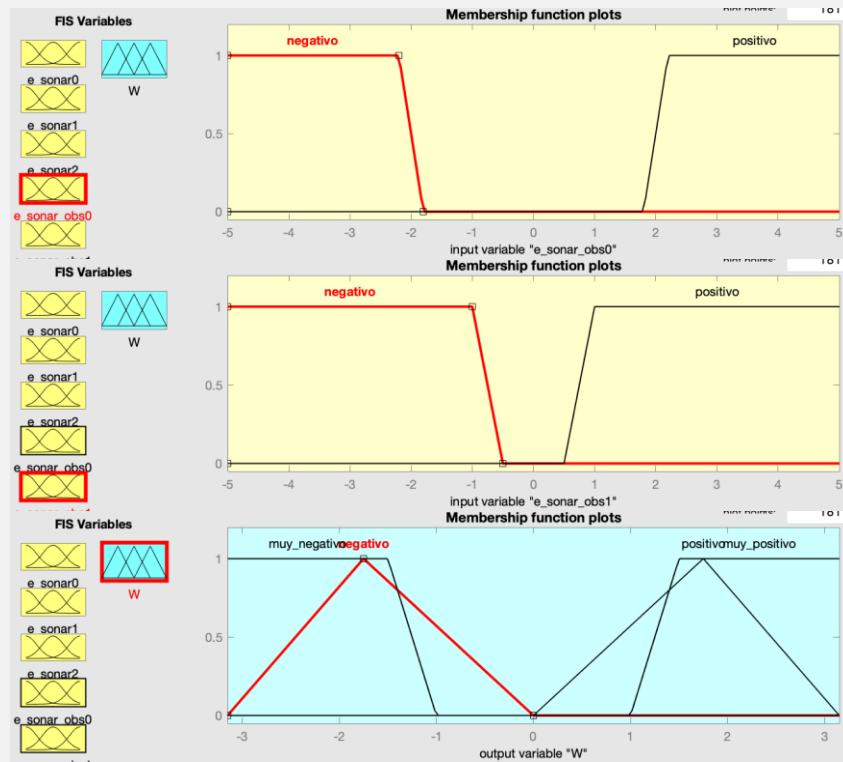 FIS Variables
Membership function plots
181
e_sonar0
e_sonar1
e_sonar2
e_sonar_obs0
W
negativo
positivo
1
0.5
0
-5
-4
-3
-2
-1
0
1
2
3
4
5
input variable "e_sonar_obs0"
FIS Variables
Membership function plots
181
e_sonar0
e_sonar1
e_sonar2
e_sonar_obs0
W
negativo
positivo
1
0.5
0
-5
-4
-3
-2
-1
0
1
2
3
4
5
input variable "e_sonar_obs1"
FIS Variables
Membership function plots
181
e_sonar0
e_sonar1
e_sonar2
e_sonar_obs0
W
muy_negativo
negativo
positivo
muy_positivo
1
0.5
0
-3
-2
-1
0
1
2
3
output variable "W"